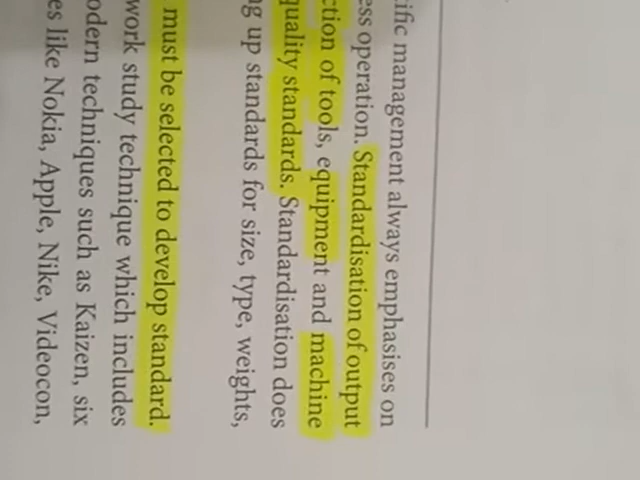 ific management always emphasises on
ess operation. Standardisation of output
ction of tools, equipment and machine
quality standards. Standardisation does
ng up standards for size, type, weights,
must be selected to develop standard.
work study technique which includes
odern techniques such as Kaizen, six
es like Nokia, Apple, Nike, Videocon,